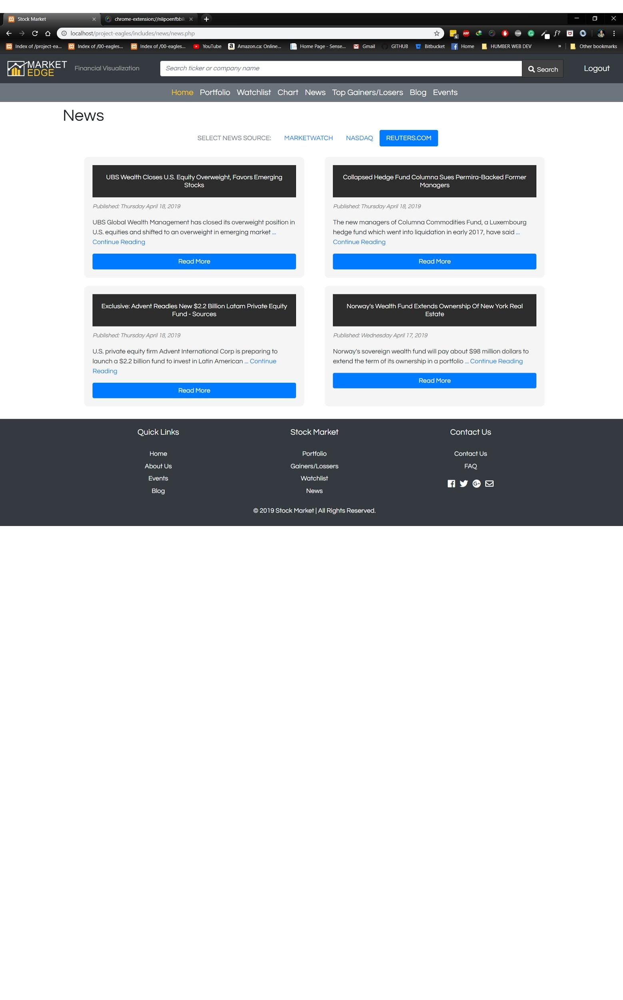 Stock Market
chrome-extension://nlipoenfbbik
localhost/project-eagles/includes/news/news.php
6
ABP
YAB
f?
Index of /project-ea...
Index of /00-eagles...
Index of /00-eagles...
YouTube
Amazon.ca: Online...
Home Page - Sense...
Gmail
GITHUB
Bitbucket
Home
HUMBER WEB DEV
»
Other bookmarks
MARKET
EDGE
Financial Visualization
Search ticker or company name
Search
Logout
Home Portfolio Watchlist Chart News Top Gainers/Losers Blog Events
News
SELECT NEWS SOURCE: MARKETWATCH NASDAQ REUTERS.COM
UBS Wealth Closes U.S. Equity Overweight, Favors Emerging
Stocks
Published: Thursday April 18, 2019
UBS Global Wealth Management has closed its overweight position in
U.S. equities and shifted to an overweight in emerging market ...
Continue Reading
Read More
Collapsed Hedge Fund Columna Sues Permira-Backed Former
Managers
Published: Thursday April 18, 2019
The new managers of Columna Commodities Fund, a Luxembourg
hedge fund which went into liquidation in early 2017, have said ...
Continue Reading
Read More
Exclusive: Advent Readies New $2.2 Billion Latam Private Equity
Fund - Sources
Published: Thursday April 18, 2019
U.S. private equity firm Advent International Corp is preparing to
launch a $2.2 billion fund to invest in Latin American ... Continue
Reading
Read More
Norway's Wealth Fund Extends Ownership Of New York Real
Estate
Published: Wednesday April 17, 2019
Norway's sovereign wealth fund will pay about $98 million dollars to
extend the term of its ownership in a portfolio ... Continue Reading
Read More
Quick Links
Home
About Us
Events
Blog
Stock Market
Portfolio
Gainers/Lossers
Watchlist
News
Contact Us
Contact Us
FAQ
© 2019 Stock Market | All Rights Reserved.